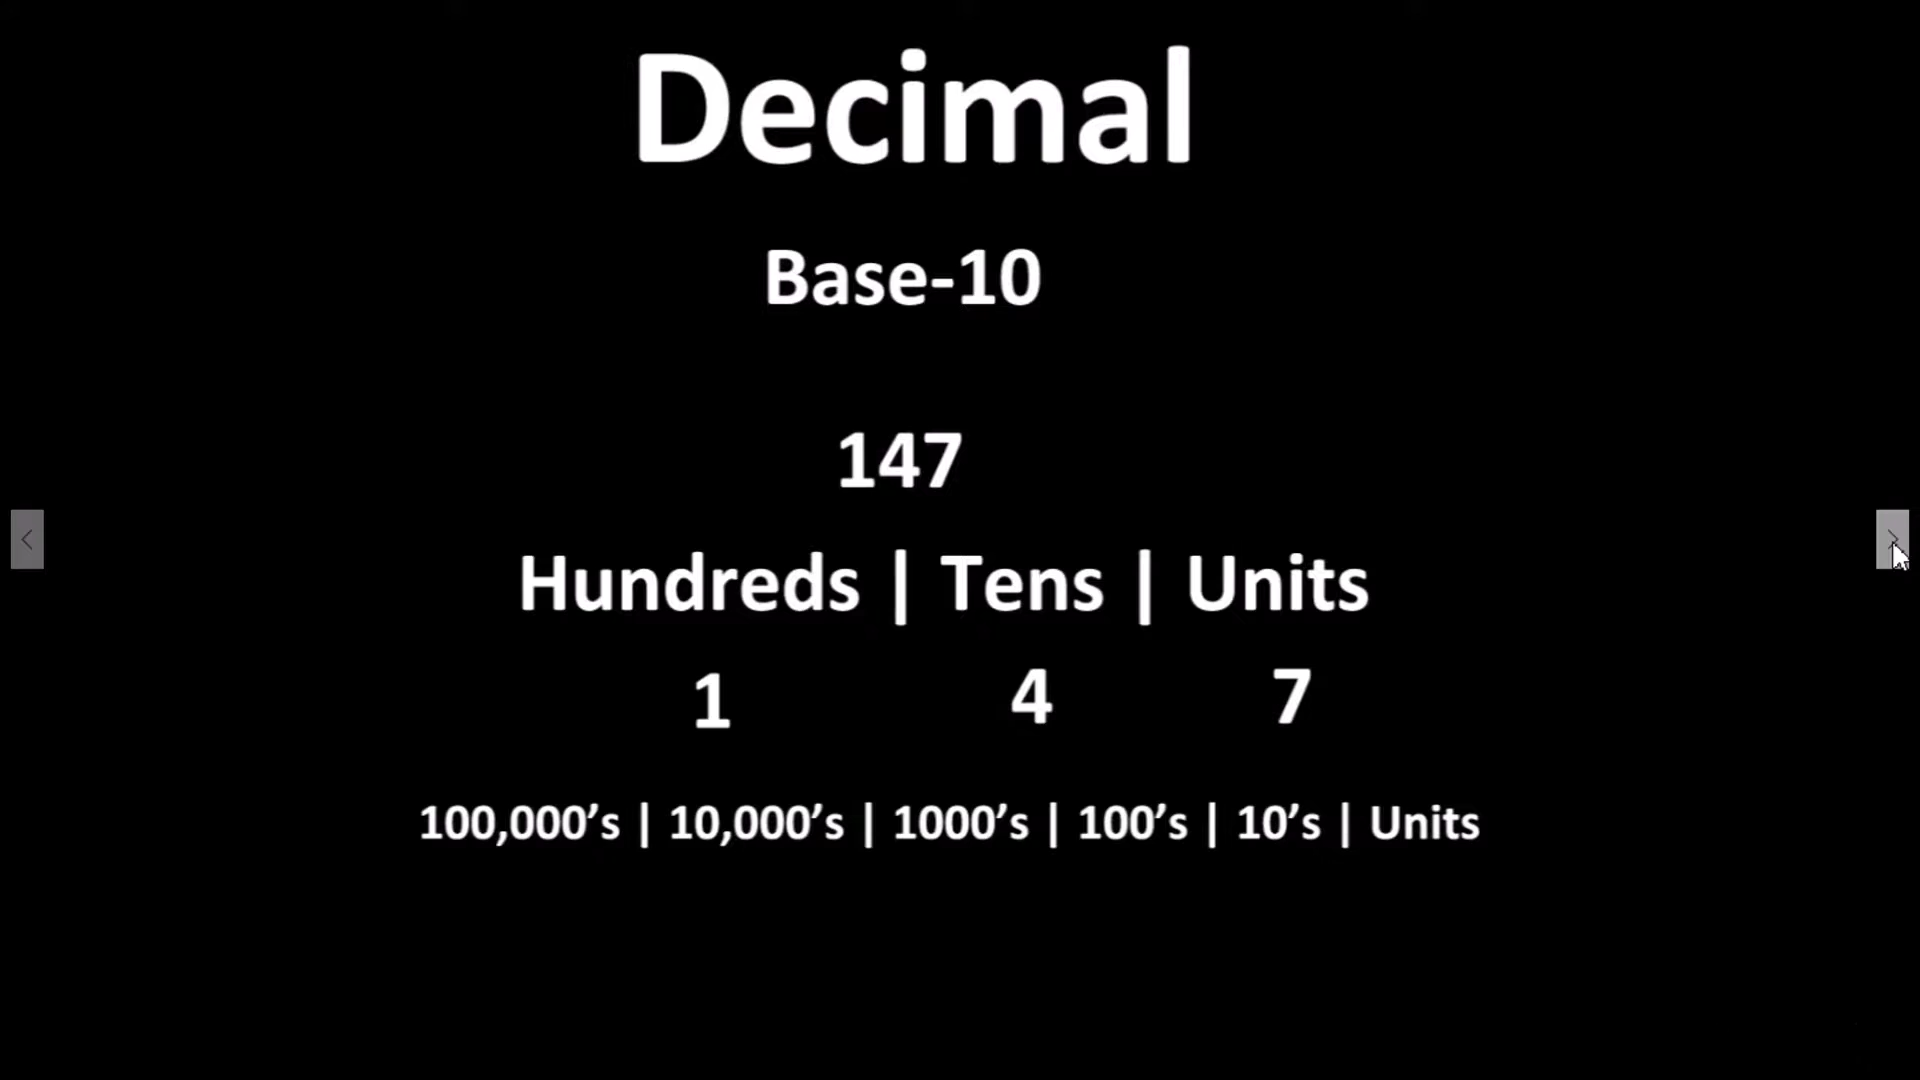 Decimal
Base-10
147
Hundreds | Tens | Units
1 4 7
100,000’s | 10,000’s | 1000’s | 100’s | 10’s | Units